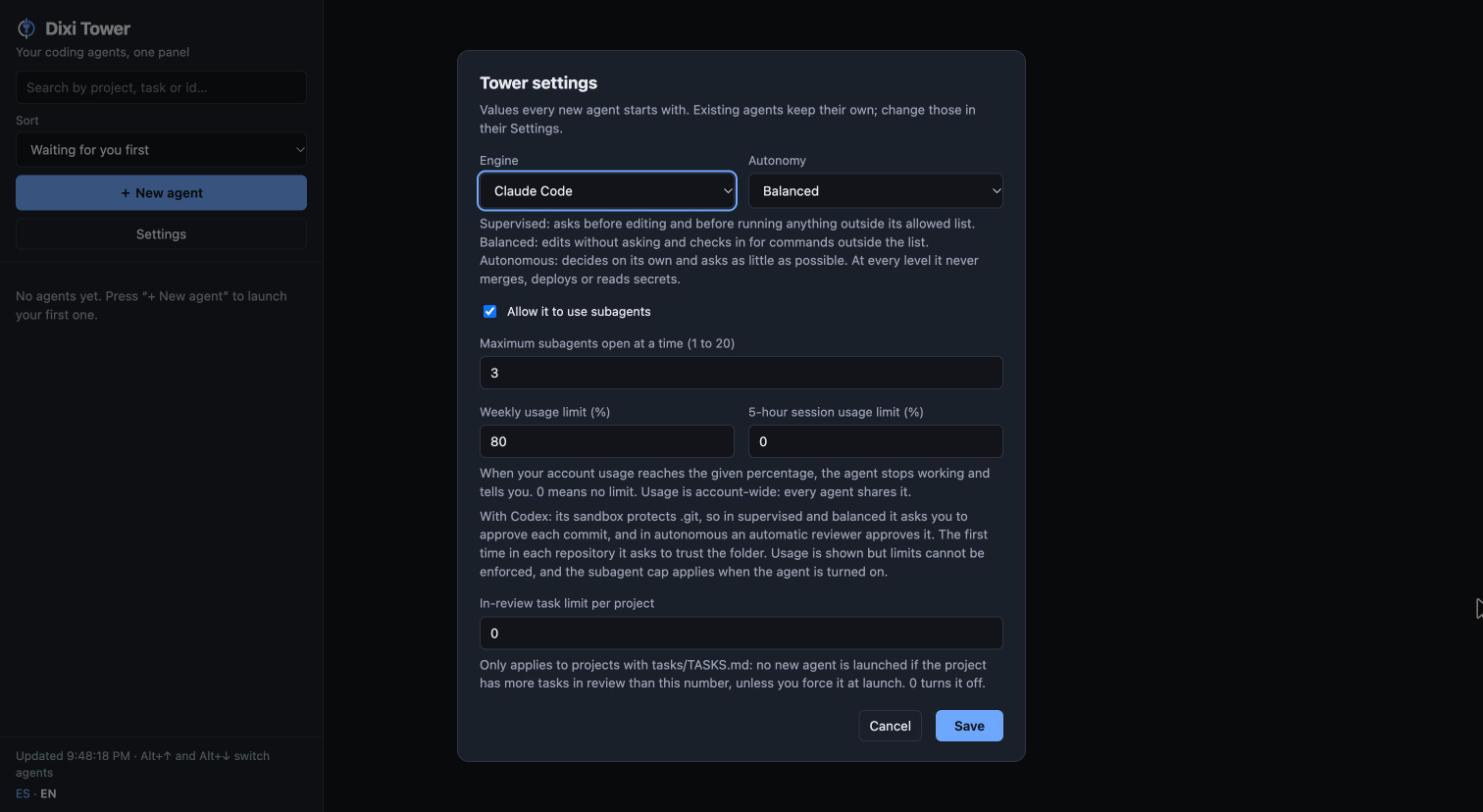 Dixi Tower
Your coding agents, one panel
Search by project, task or id...
Sort
Waiting for you first
+ New agent
Settings
No agents yet. Press “+ New agent” to launch
your first one.
Updated 9:48:18 PM · Alt+↑ and Alt+↓ switch
agents
ES · EN
Tower settings
Values every new agent starts with. Existing agents keep their own; change those in
their Settings.
Engine
Autonomy
Claude Code
Balanced
Supervised: asks before editing and before running anything outside its allowed list.
Balanced: edits without asking and checks in for commands outside the list.
Autonomous: decides on its own and asks as little as possible. At every level it never
merges, deploys or reads secrets.
Allow it to use subagents
Maximum subagents open at a time (1 to 20)
3
Weekly usage limit (%)
5-hour session usage limit (%)
80
0
When your account usage reaches the given percentage, the agent stops working and
tells you. 0 means no limit. Usage is account-wide: every agent shares it.
With Codex: its sandbox protects .git, so in supervised and balanced it asks you to
approve each commit, and in autonomous an automatic reviewer approves it. The first
time in each repository it asks to trust the folder. Usage is shown but limits cannot be
enforced, and the subagent cap applies when the agent is turned on.
In-review task limit per project
0
Only applies to projects with tasks/TASKS.md: no new agent is launched if the project
has more tasks in review than this number, unless you force it at launch. 0 turns it off.
Cancel
Save